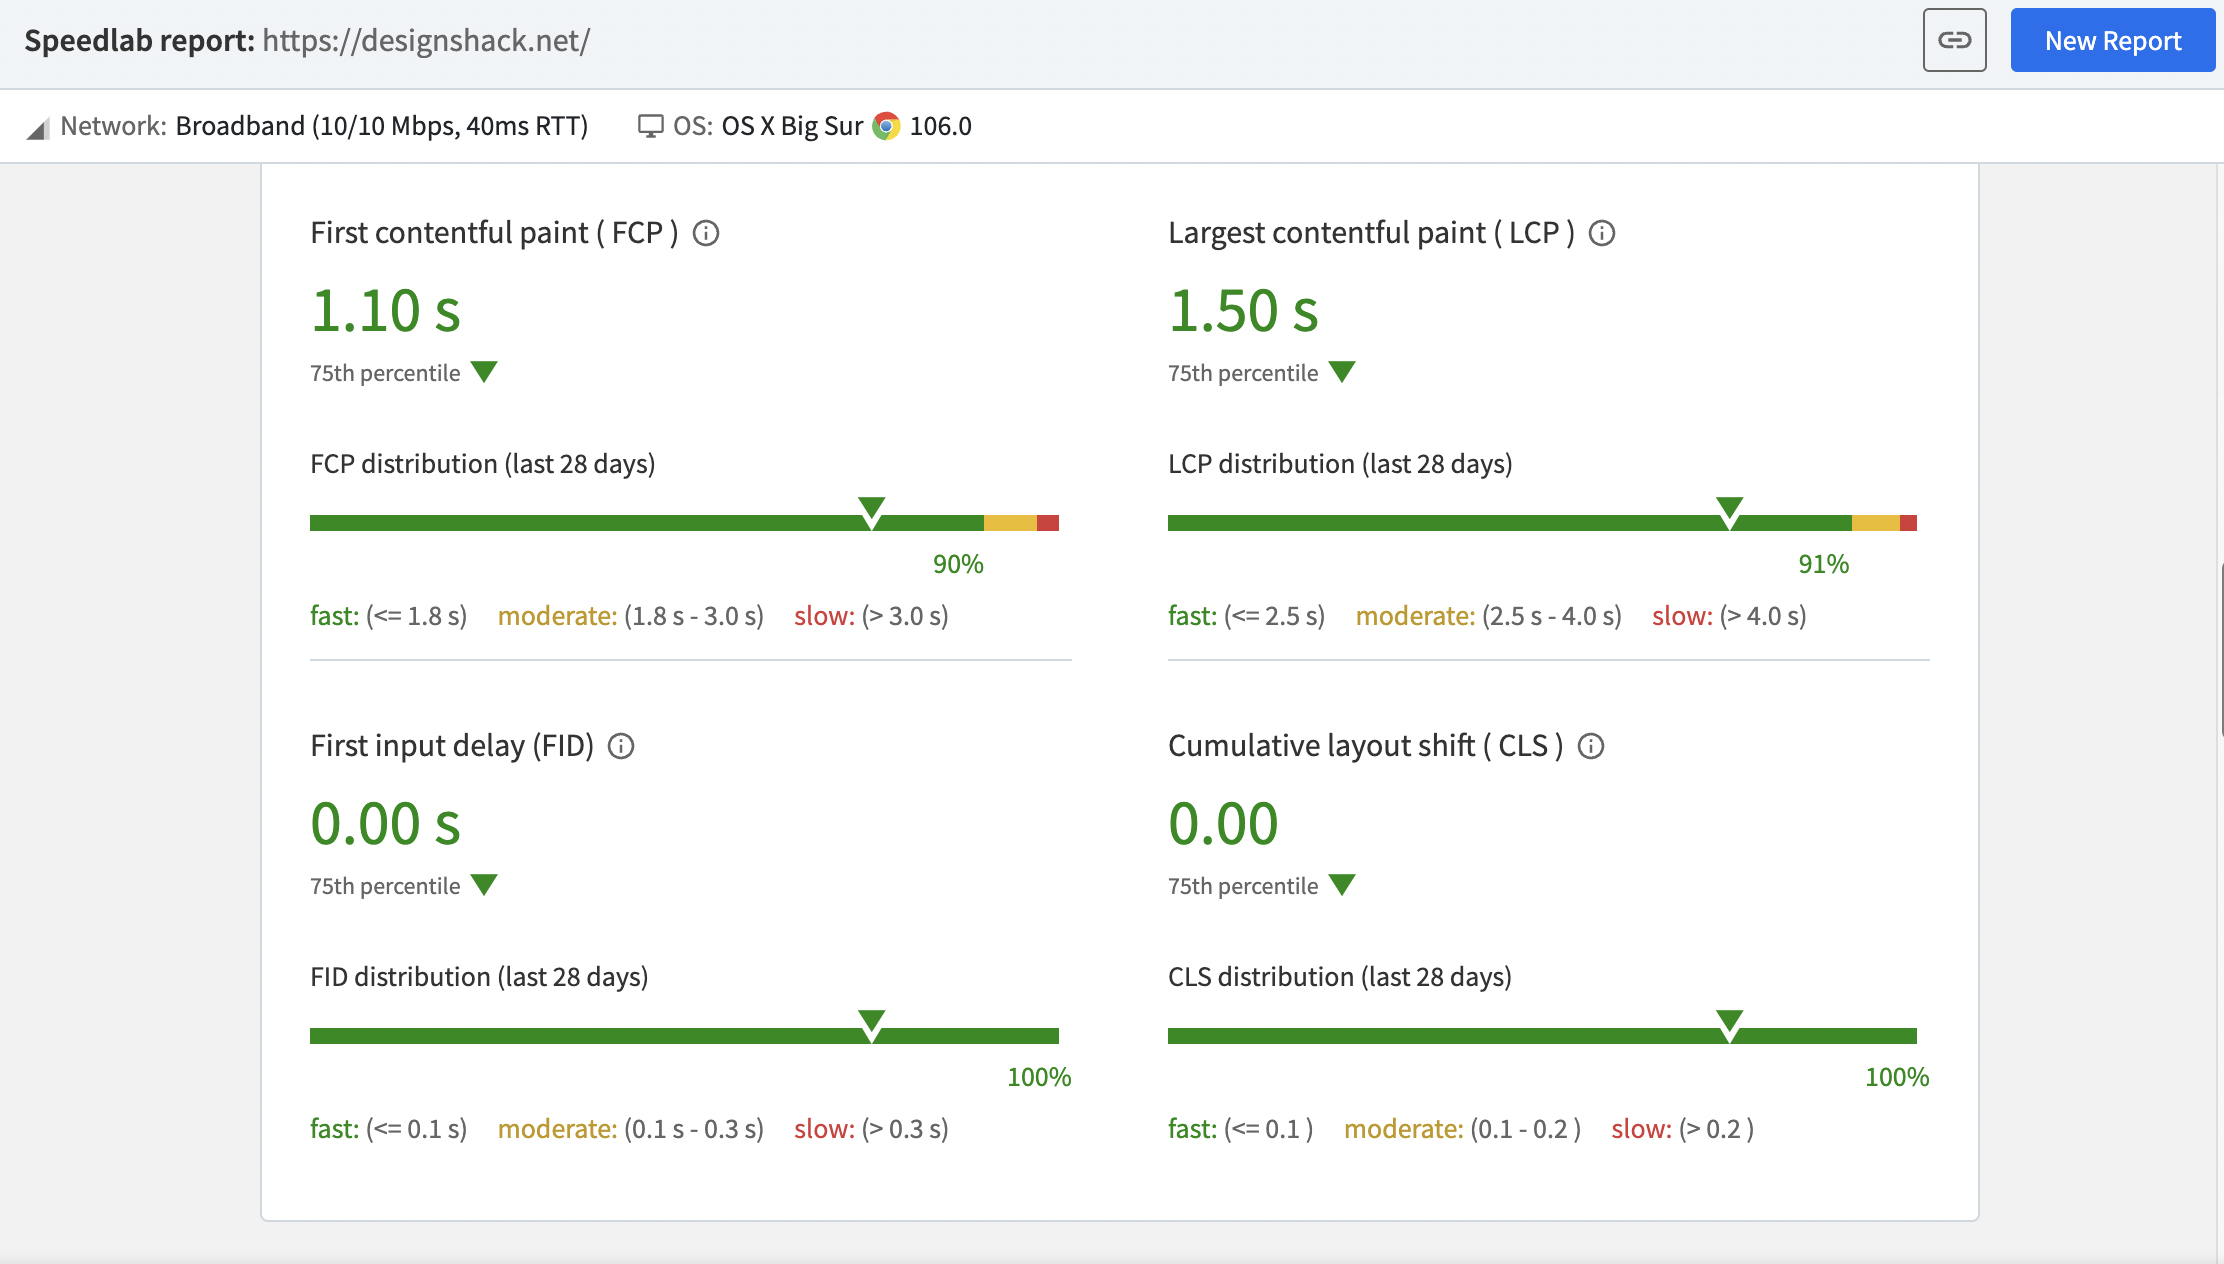 Speedlab report: https://designshack.net/
New Report
Network: Broadband (10/10 Mbps, 40ms RTT) OS: OS X Big Sur 106.0
First contentful paint ( FCP )
1.10 s
75th percentile
FCP distribution (last 28 days)
90%
fast: (<= 1.8 s) moderate: (1.8 s - 3.0 s) slow: (> 3.0 s)
Largest contentful paint ( LCP )
1.50 s
75th percentile
LCP distribution (last 28 days)
91%
fast: (<= 2.5 s) moderate: (2.5 s - 4.0 s) slow: (> 4.0 s)
First input delay (FID)
0.00 s
75th percentile
FID distribution (last 28 days)
100%
fast: (<= 0.1 s) moderate: (0.1 s - 0.3 s) slow: (> 0.3 s)
Cumulative layout shift ( CLS )
0.00
75th percentile
CLS distribution (last 28 days)
100%
fast: (<= 0.1 ) moderate: (0.1 - 0.2 ) slow: (> 0.2 )